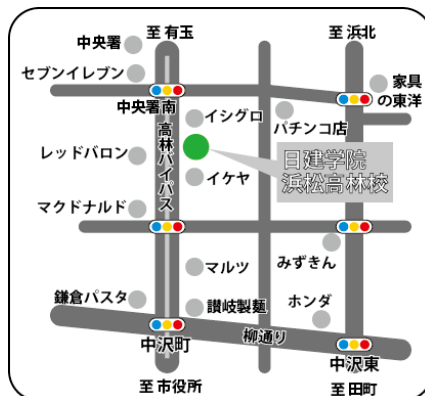 至有玉
至浜北
中央署
セブンイレブン
家具
の東洋
中央署南
イシグロ
パチンコ店
高林バイパス
レッドバロン
日建学院
浜松高林校
イケヤ
マクドナルド
みずきん
マルツ
鎌倉パスタ
讃岐製麺
ホンダ
柳通り
中沢町
中沢東
至市役所
至田町